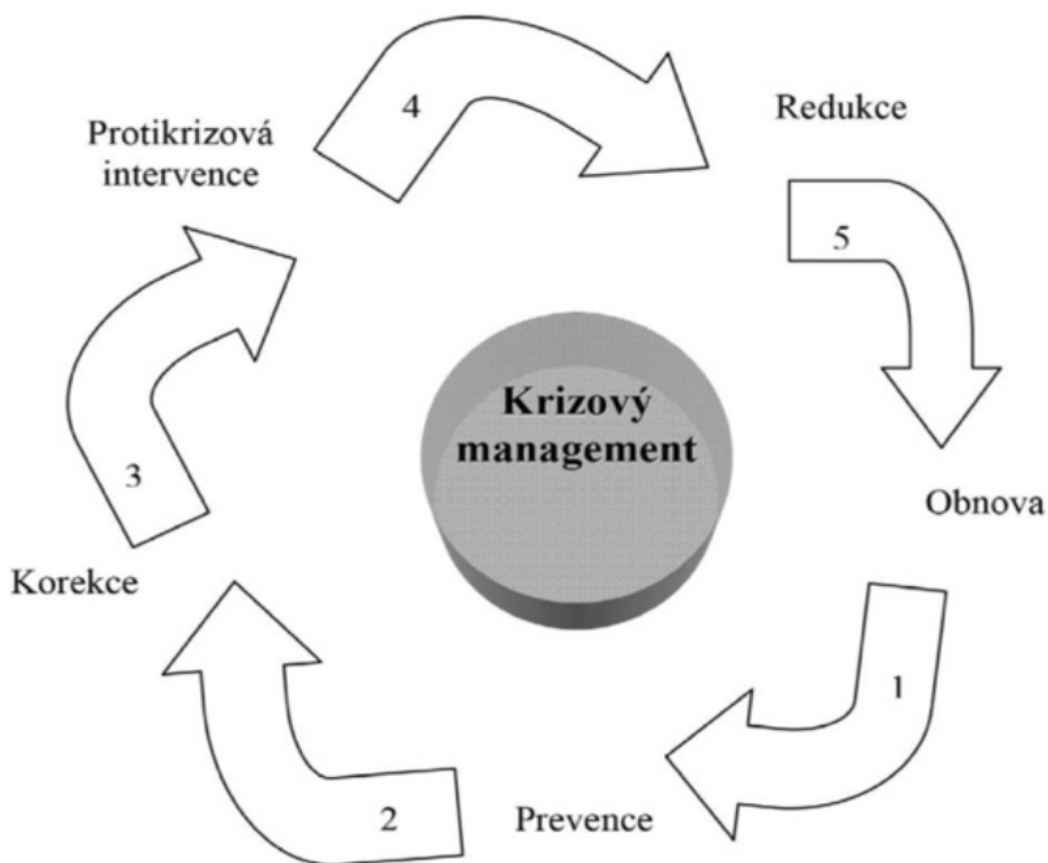 4
Redukce
Protikrizová
intervence
5
Krizový
management
3
Obnova
Korekce
1
2
Prevence